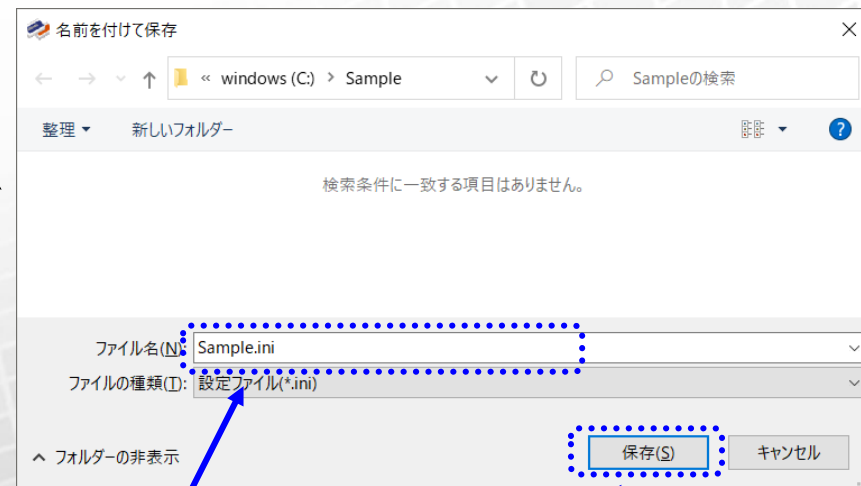 名前を付けて保存
« windows (C:) > Sample
Sampleの検索
整理
新しいフォルダー
検索条件に一致する項目はありません。
ファイル名(N): Sample.ini
ファイルの種類(T): 設定ファイル(*.ini)
フォルダーの非表示
保存(S)
キャンセル